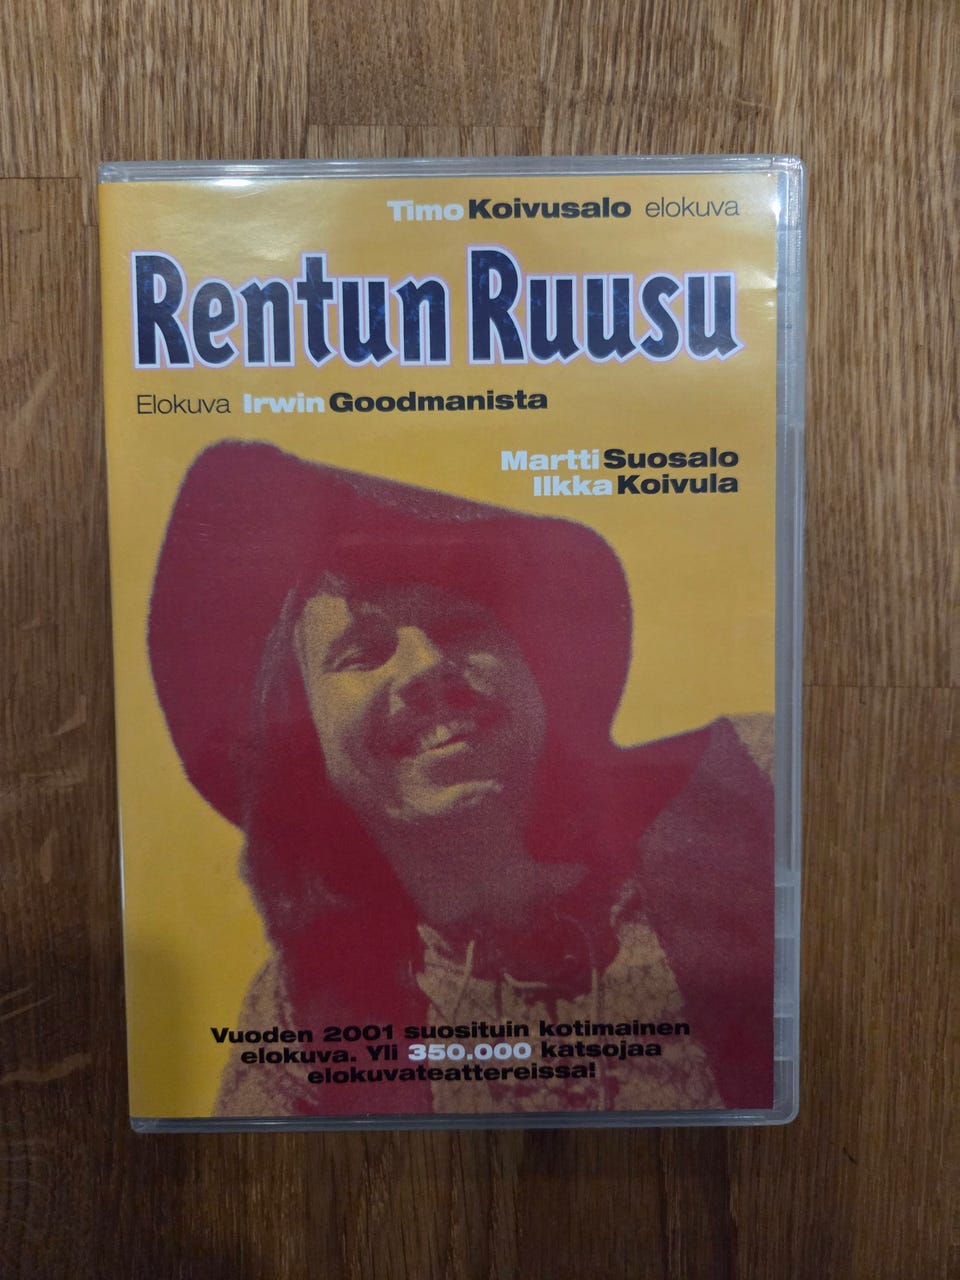 Timo Koivusalo elokuva
Rentun Ruusu
Elokuva Irwin Goodmanista
Martti Suosalo
Ilkka Koivula
Vuoden 2001 suosituin kotimainen
elokuva. Yli 350.000 katsojaa
elokuvateattereissa!